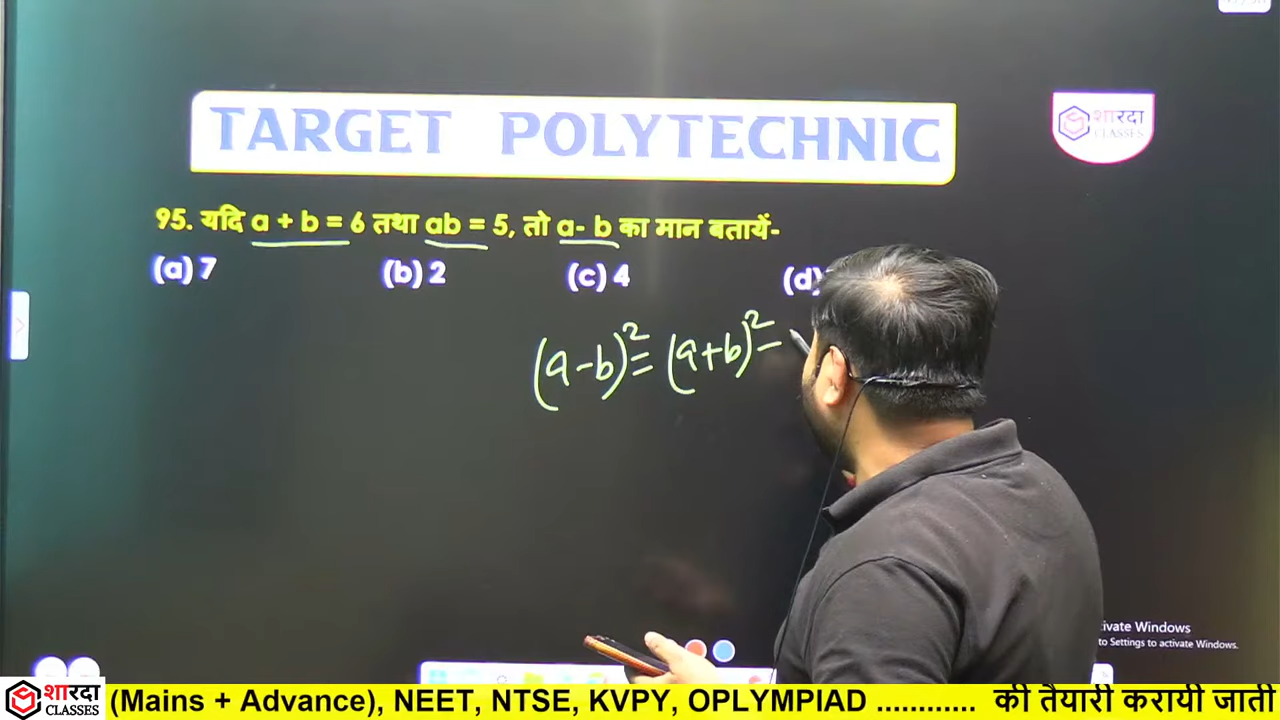 TARGET POLYTECHNIC
शारदा
CLASSES
95. यदि a + b = 6 तथा ab = 5, तो a- b का मान बतायें-
(a) 7 (b) 2 (c) 4 (d)
(a-b)²= (a+b)²-
ivate Windows
to Settings to activate Windows.
शारदा
CLASSES
(Mains + Advance), NEET, NTSE, KVPY, OPLYMPIAD ............ की तैयारी करायी जाती